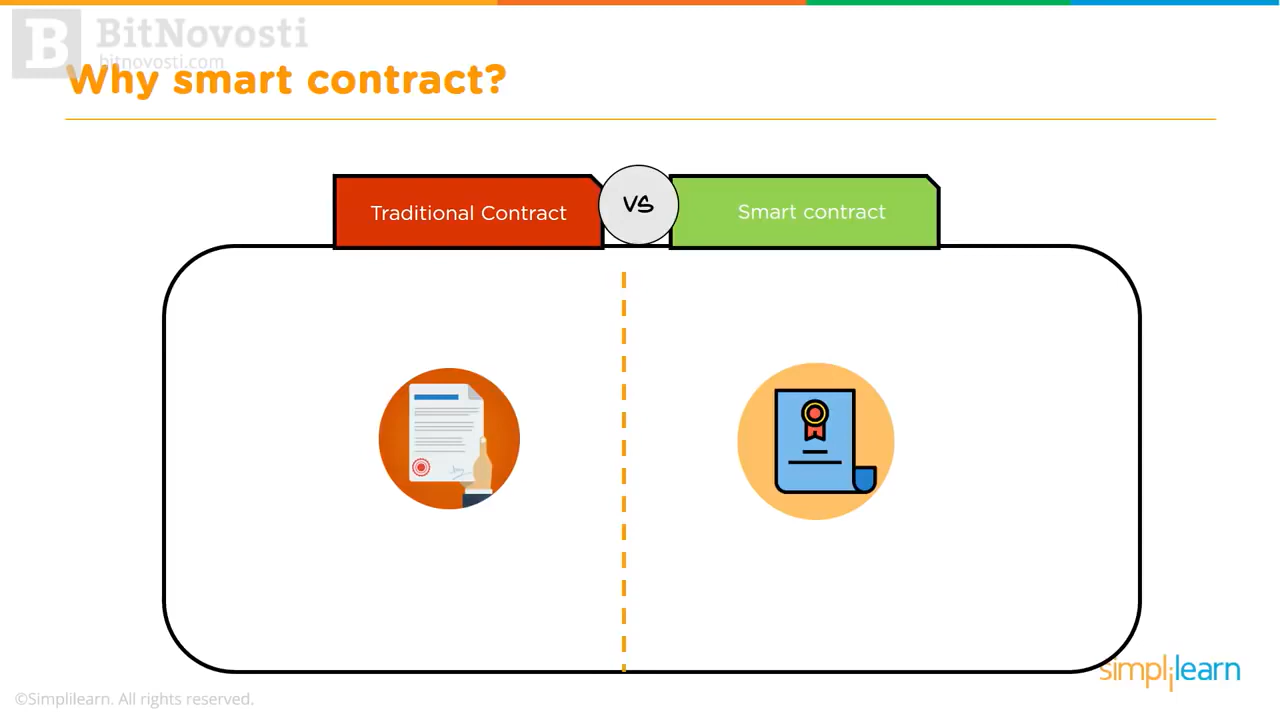 BitNovosti
bitnovosti.com
Why smart contract?
Traditional Contract
VS
Smart contract
simplilearn
©Simplilearn. All rights reserved.